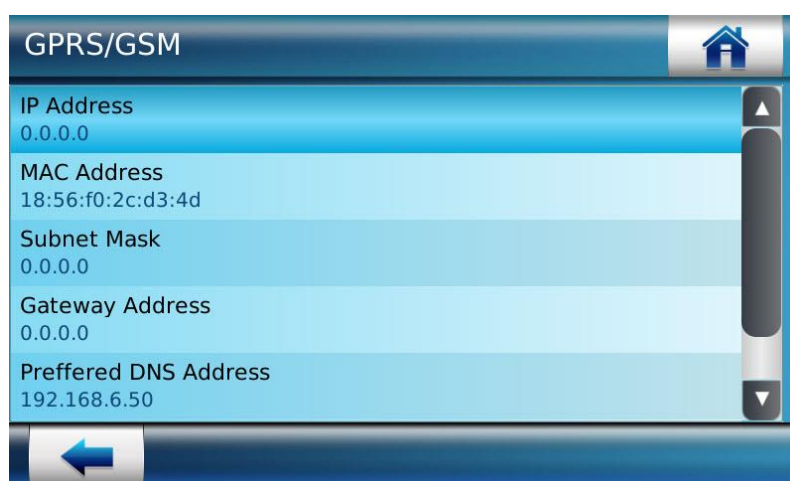 GPRS/GSM
IP Address
0.0.0.0
MAC Address
18:56:f0:2c:d3:4d
Subnet Mask
0.0.0.0
Gateway Address
0.0.0.0
Preffered DNS Address
192.168.6.50